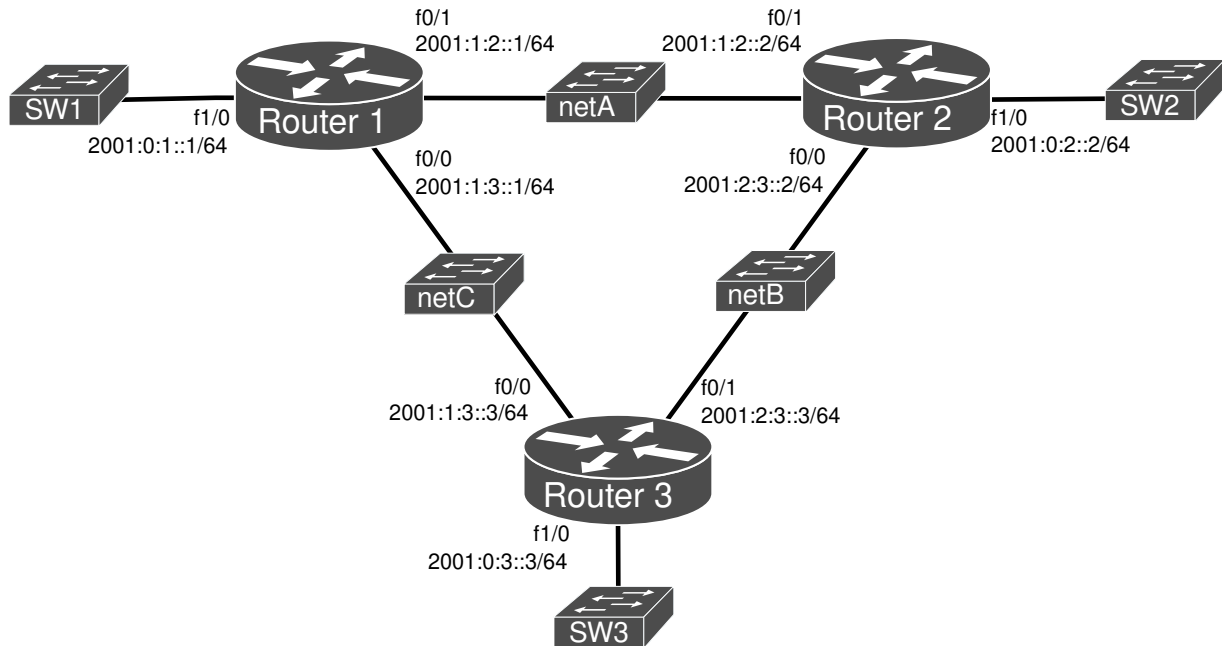 f0/1
2001:1:2::1/64
f0/1
2001:1:2::2/64
SW1
f1/0
2001:0:1::1/64
Router 1
netA
Router 2
f1/0
2001:0:2::2/64
SW2
f0/0
2001:1:3::1/64
f0/0
2001:2:3::2/64
netC
netB
f0/0
2001:1:3::3/64
f0/1
2001:2:3::3/64
Router 3
f1/0
2001:0:3::3/64
SW3